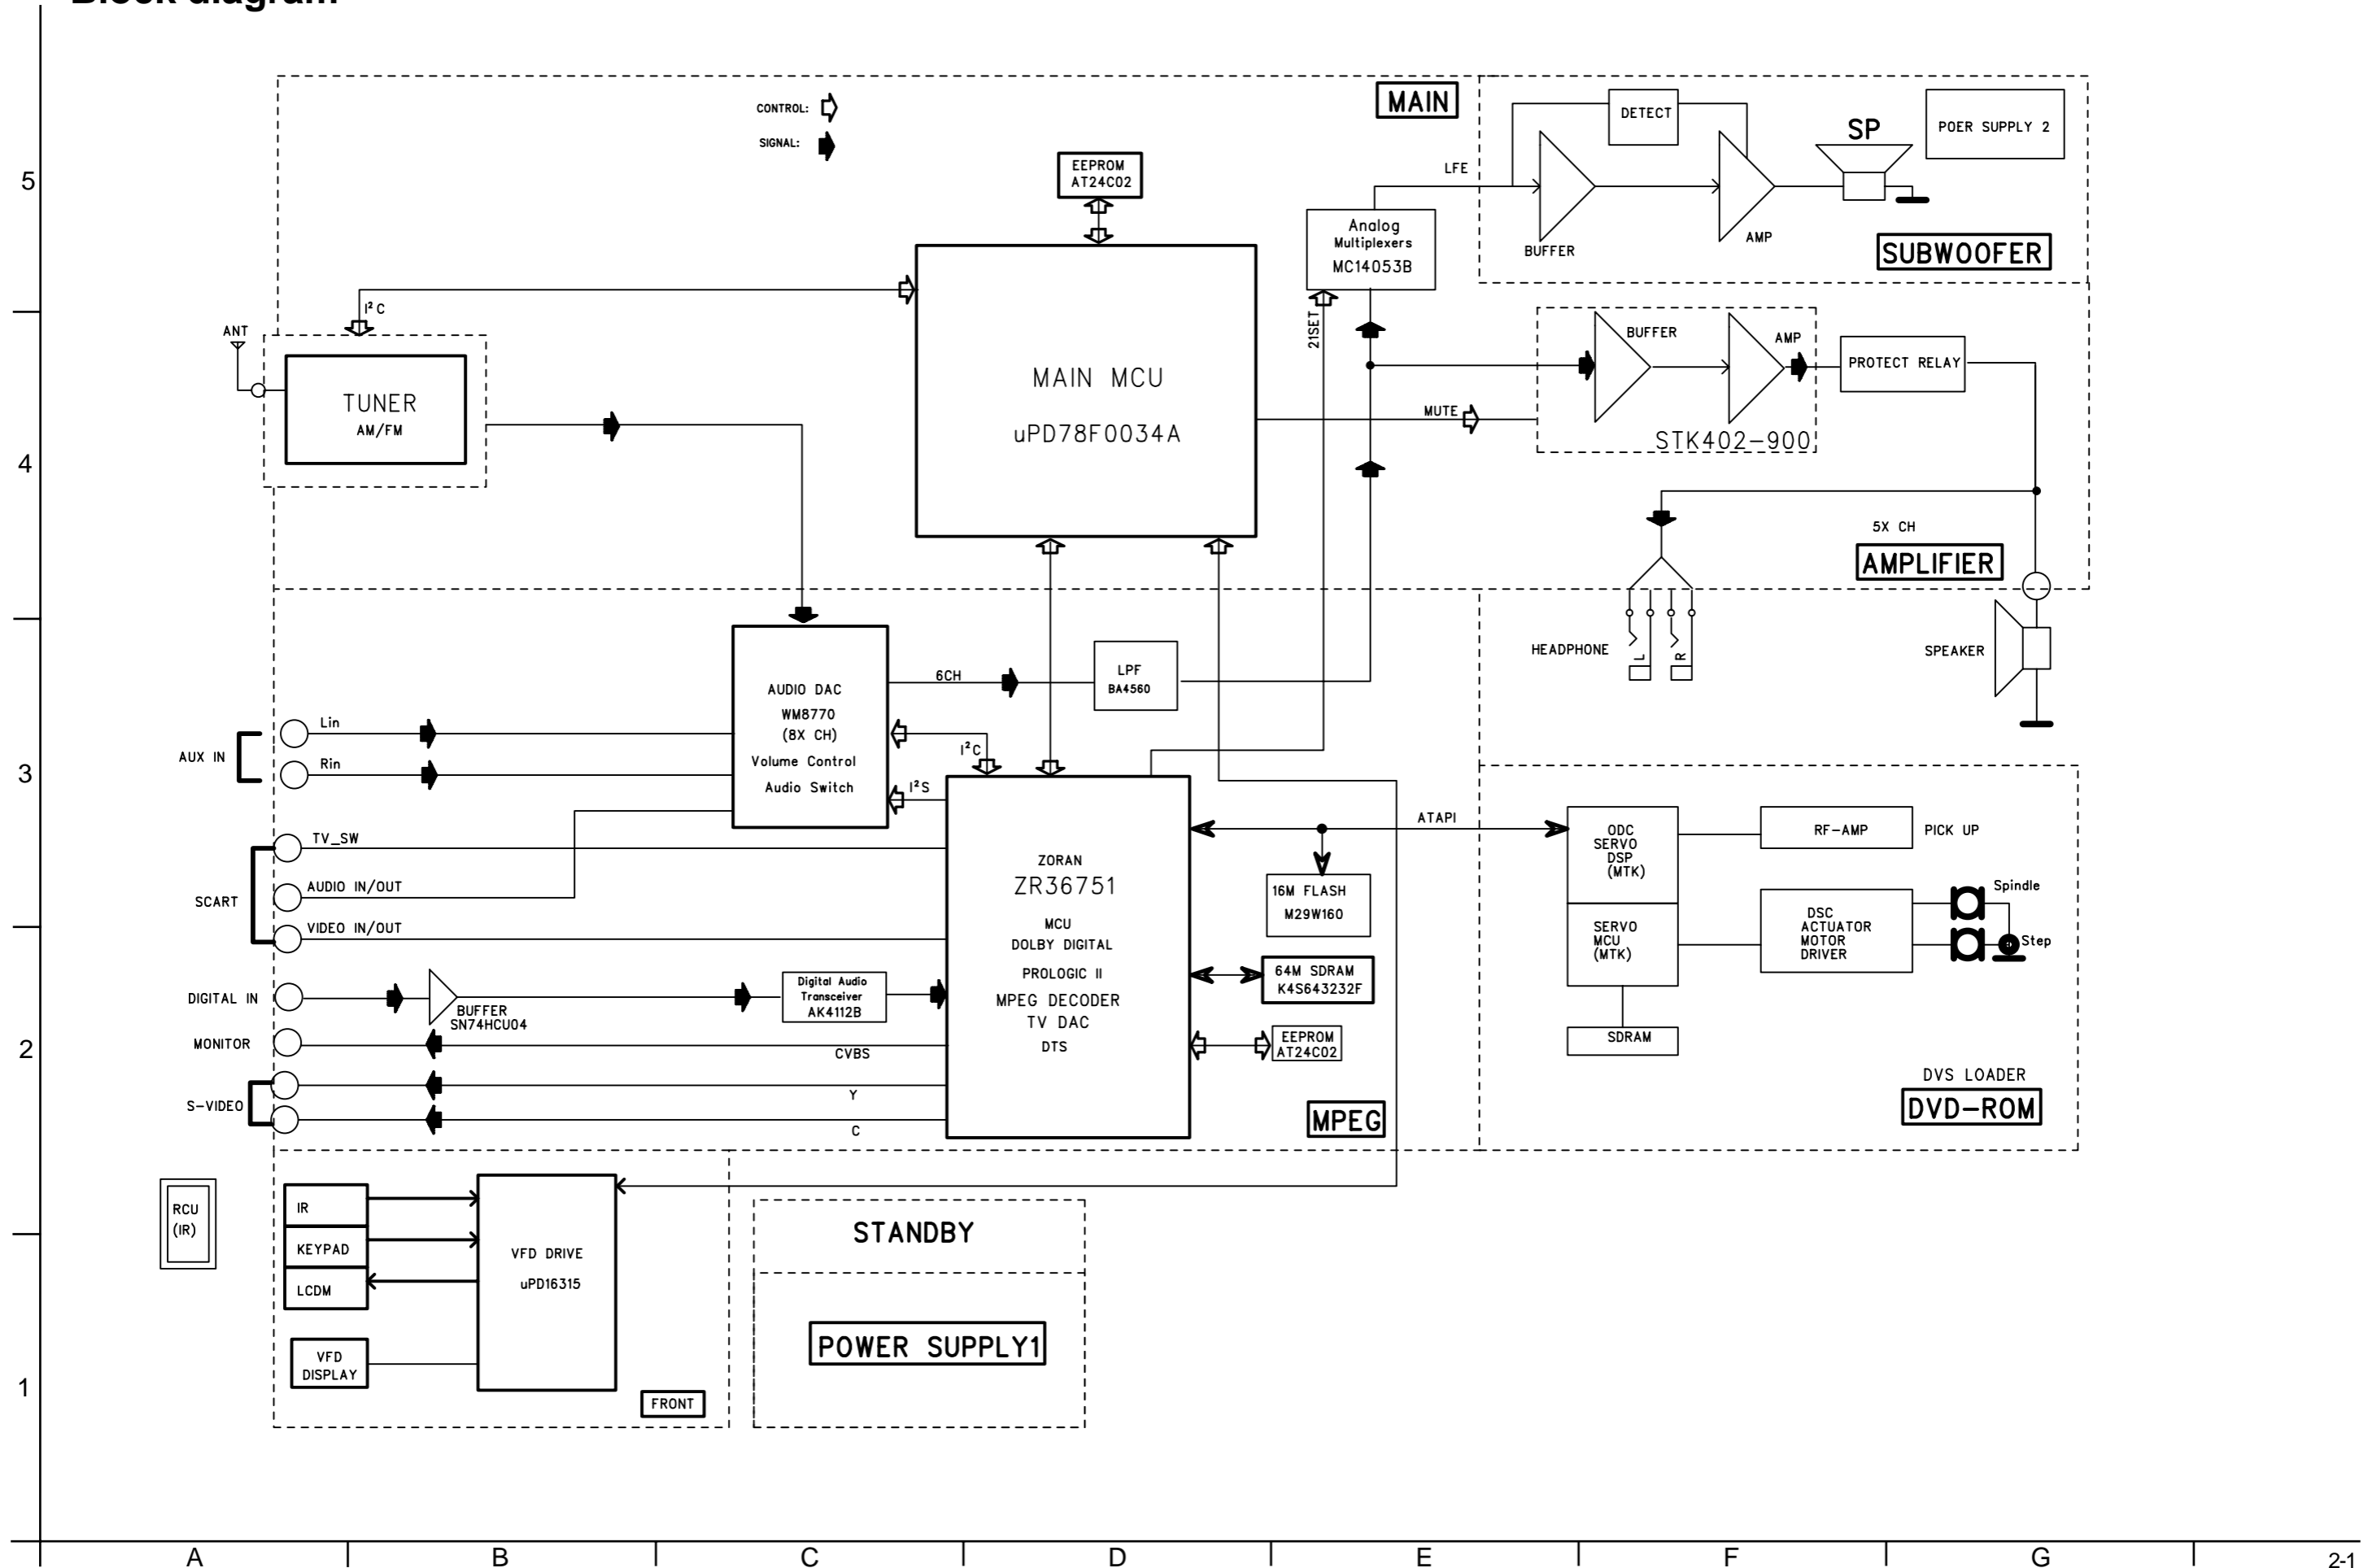 Block diagram
CONTROL:
SIGNAL:
MAIN
EEPROM
AT24C02
LFE
DETECT
SP
POER SUPPLY 2
BUFFER
AMP
SUBWOOFER
Analog
Multiplexers
MC14053B
5
I²C
ANT
TUNER
AM/FM
MAIN MCU
uPD78F0034A
21SET
MUTE
BUFFER
AMP
STK402-900
PROTECT RELAY
4
5X CH
AMPLIFIER
HEADPHONE
L
R
SPEAKER
AUDIO DAC
WM8770
(8X CH)
Volume Control
Audio Switch
6CH
LPF
BA4560
I²C
I²S
AUX IN
Lin
Rin
3
SCART
TV_SW
AUDIO IN/OUT
VIDEO IN/OUT
ZORAN
ZR36751
MCU
DOLBY DIGITAL
PROLOGIC II
MPEG DECODER
TV DAC
DTS
ATAPI
16M FLASH
M29W160
64M SDRAM
K4S643232F
EEPROM
AT24C02
MPEG
ODC
SERVO
DSP
(MTK)
SERVO
MCU
(MTK)
SDRAM
RF-AMP
PICK UP
DSC
ACTUATOR
MOTOR
DRIVER
Spindle
Step
DVS LOADER
DVD-ROM
DIGITAL IN
BUFFER
SN74HCU04
Digital Audio
Transceiver
AK4112B
MONITOR
CVBS
2
S-VIDEO
Y
C
RCU
(IR)
IR
KEYPAD
LCDM
VFD
DISPLAY
VFD DRIVE
uPD16315
FRONT
STANDBY
POWER SUPPLY1
1
A
B
C
D
E
F
G
2-1